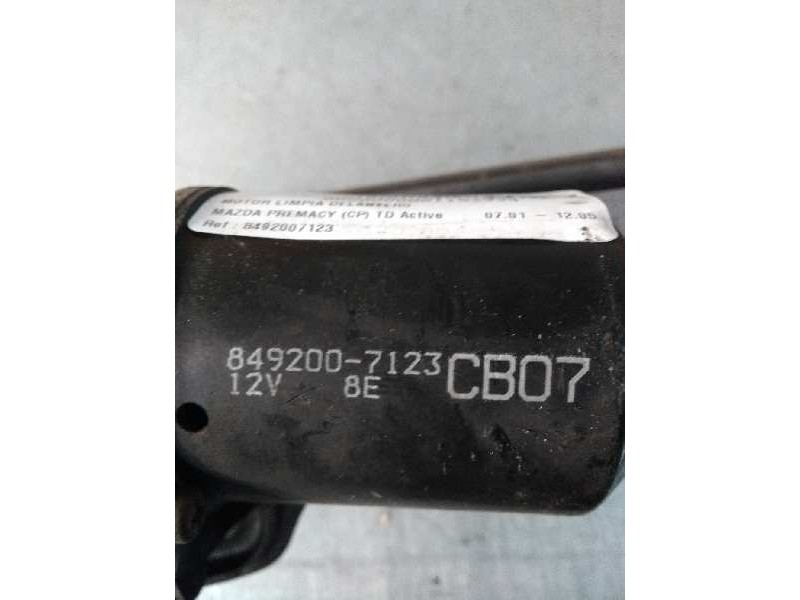 MOTOR LIMPIA DELANTERO
MAZDA PREMACY (CP) TD Active 07.01 - 12.05
Ref : 8492007123
849200-7123 CB07
12V 8E